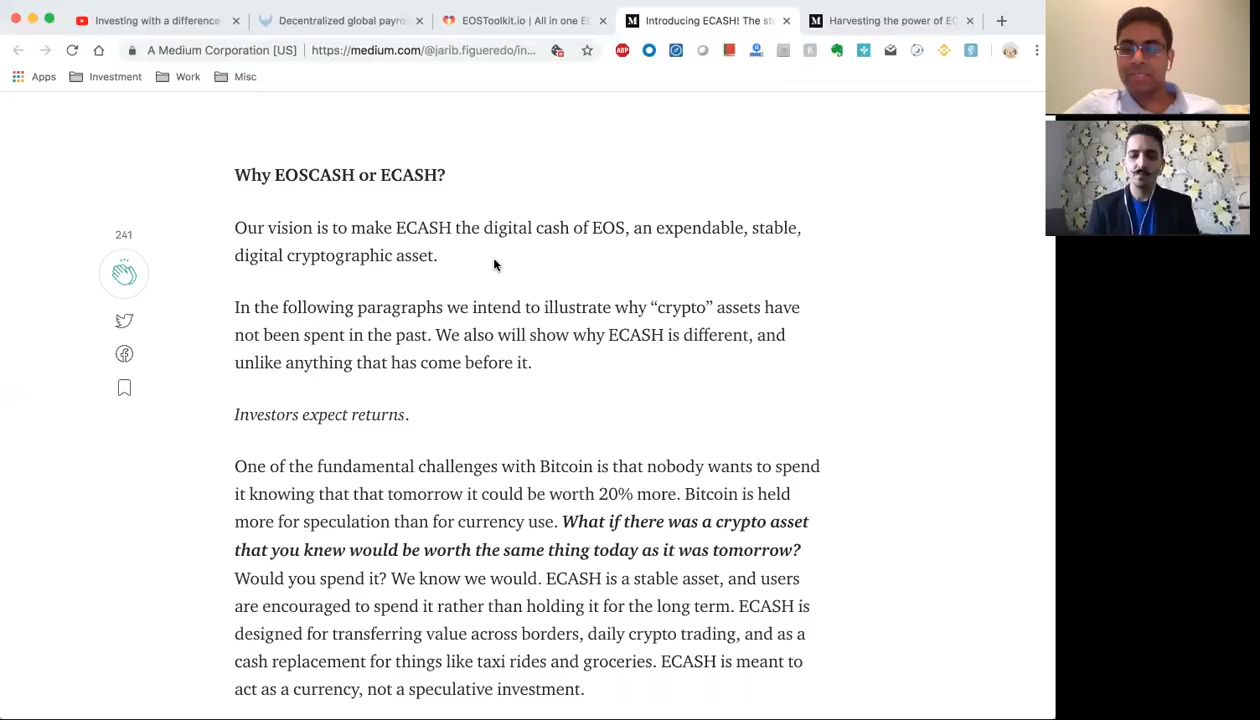 Investing with a difference
Decentralized global payro
EOSToolkit.io | All in one E
Introducing ECASH! The st
Harvesting the power of EC
A Medium Corporation [US]
https://medium.com/@jarib.figueredo/in...
ABP
Apps
Investment
Work
Misc
Why EOSCASH or ECASH?
Our vision is to make ECASH the digital cash of EOS, an expendable, stable,
digital cryptographic asset.
241
In the following paragraphs we intend to illustrate why “crypto” assets have
not been spent in the past. We also will show why ECASH is different, and
unlike anything that has come before it.
Investors expect returns.
One of the fundamental challenges with Bitcoin is that nobody wants to spend
it knowing that that tomorrow it could be worth 20% more. Bitcoin is held
more for speculation than for currency use. What if there was a crypto asset
that you knew would be worth the same thing today as it was tomorrow?
Would you spend it? We know we would. ECASH is a stable asset, and users
are encouraged to spend it rather than holding it for the long term. ECASH is
designed for transferring value across borders, daily crypto trading, and as a
cash replacement for things like taxi rides and groceries. ECASH is meant to
act as a currency, not a speculative investment.